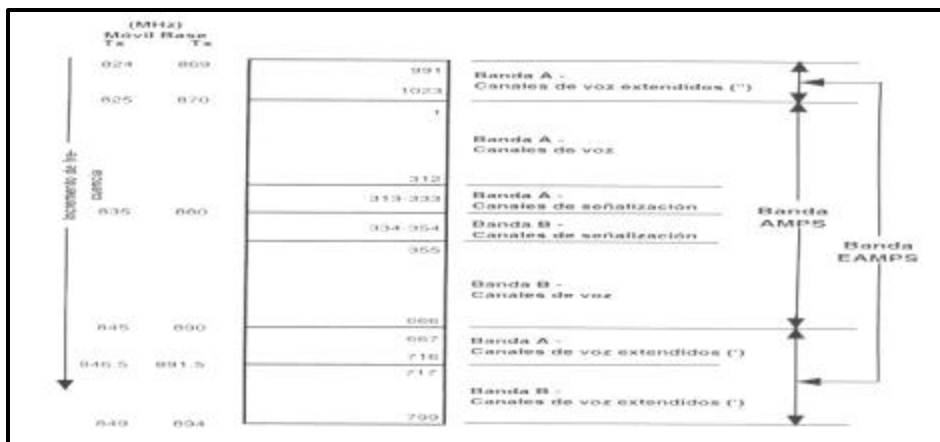 (MHz)
Móvil Base
Tx Tx
824 869
825 870
835 880
845 890
846.5 891.5
849 894
Incremento de fre-
cuencia
991
1023
1
312
313-333
334-354
355
666
667
716
717
799
Banda A -
Canales de voz extendidos (")
Banda A -
Canales de voz
Banda A -
Canales de señalización
Banda B -
Canales de señalización
Banda B -
Canales de voz
Banda A -
Canales de voz extendidos (')
Banda B -
Canales de voz extendidos (')
Banda
AMPS
Banda
EAMPS